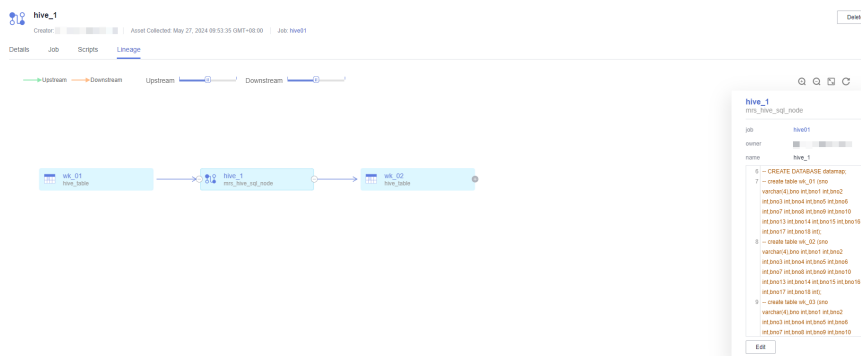 hive_1
Delete
Creator: Asset Collected: May 27, 2024 09:53:35 GMT+08:00 Job: hive01
Details Job Scripts Lineage
Upstream Downstream Upstream Downstream
hive_1
mrs_hive_sql_node
job hive01
owner
name hive_1
wk_01
hive_table
hive_1
mrs_hive_sql_node
wk_02
hive_table
6 -- CREATE DATABASE datamap;
7 -- create table wk_01 (sno
varchar(4),bno int,bno1 int,bno2
int,bno3 int,bno4 int,bno5 int,bno6
int,bno7 int,bno8 int,bno9 int,bno10
int,bno13 int,bno14 int,bno15 int,bno16
int,bno17 int,bno18 int);
8 -- create table wk_02 (sno
varchar(4),bno int,bno1 int,bno2
int,bno3 int,bno4 int,bno5 int,bno6
int,bno7 int,bno8 int,bno9 int,bno10
int,bno13 int,bno14 int,bno15 int,bno16
int,bno17 int,bno18 int);
9 -- create table wk_03 (sno
varchar(4),bno int,bno1 int,bno2
int,bno3 int,bno4 int,bno5 int,bno6
int,bno7 int,bno8 int,bno9 int,bno10
Edit